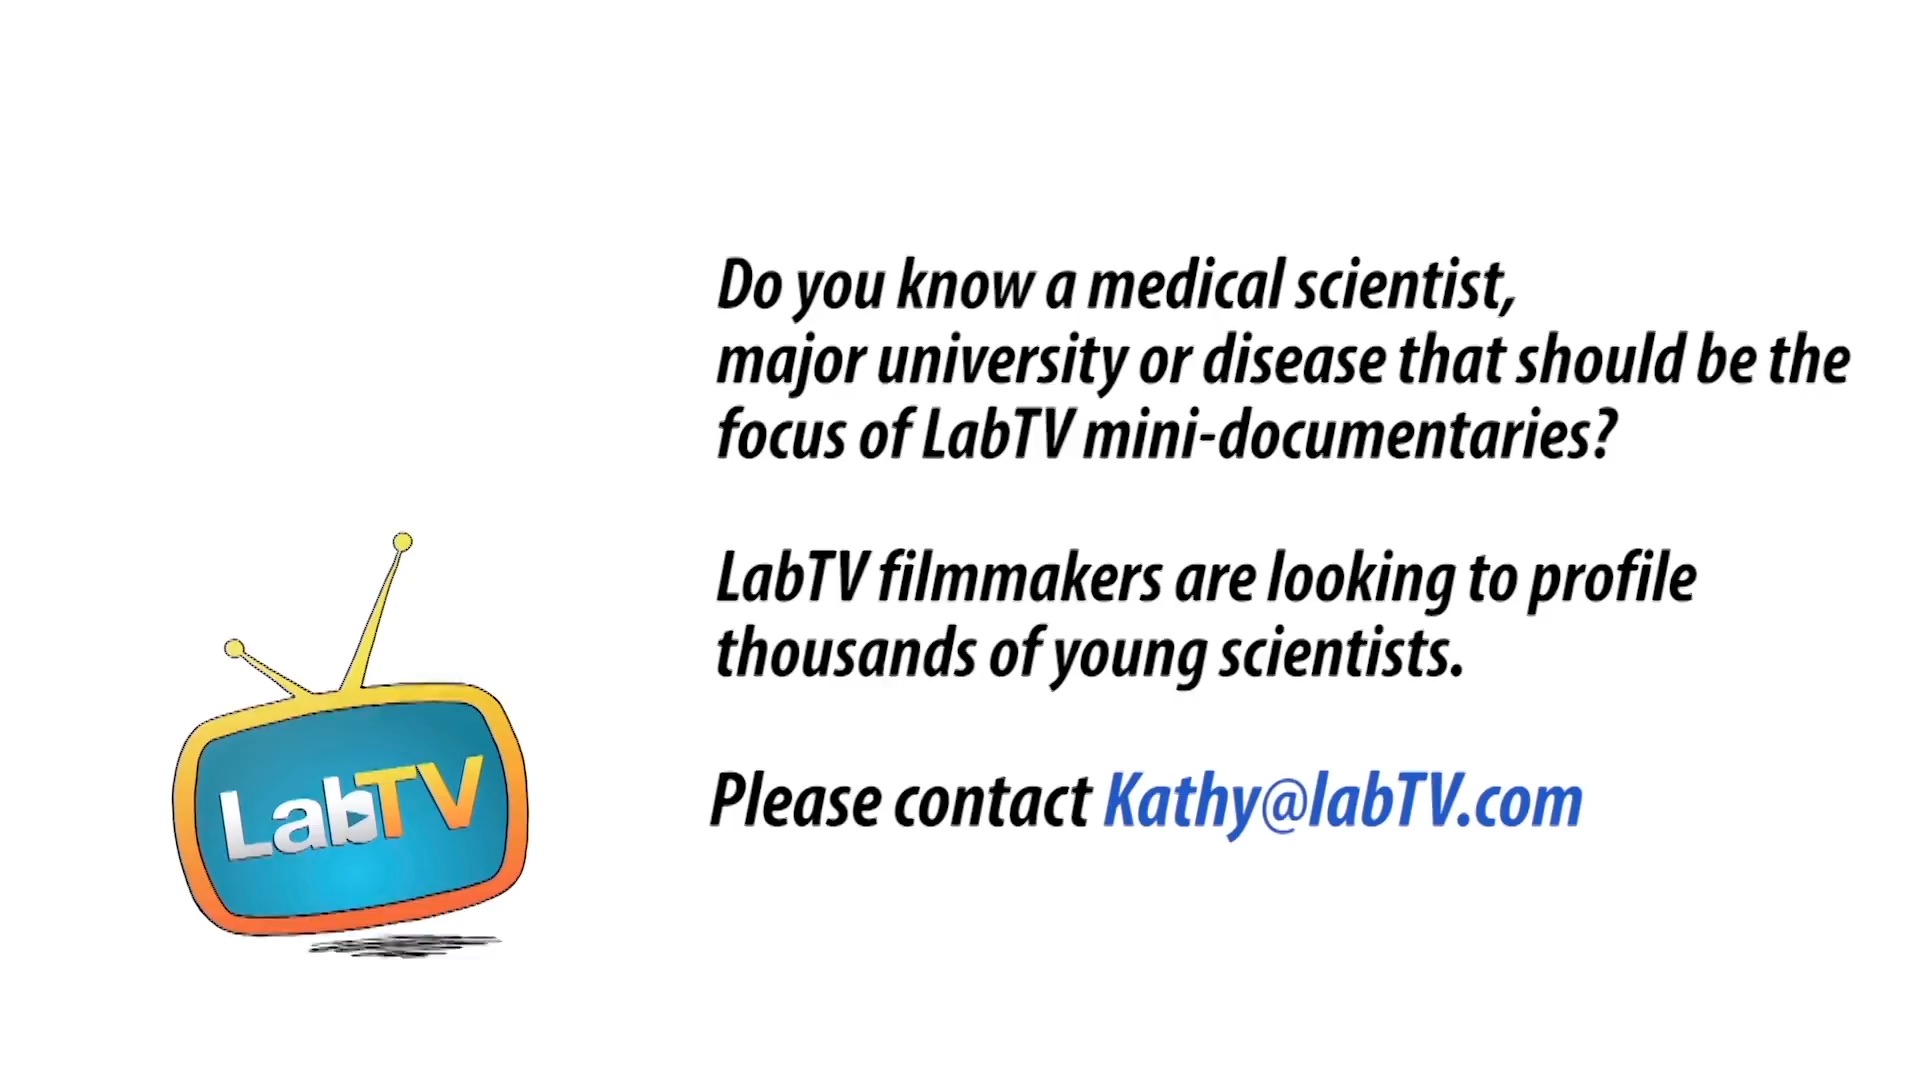 Do you know a medical scientist,
major university or disease that should be the
focus of LabTV mini-documentaries?
LabTV filmmakers are looking to profile
thousands of young scientists.
LabTV
Please contact Kathy@labTV.com